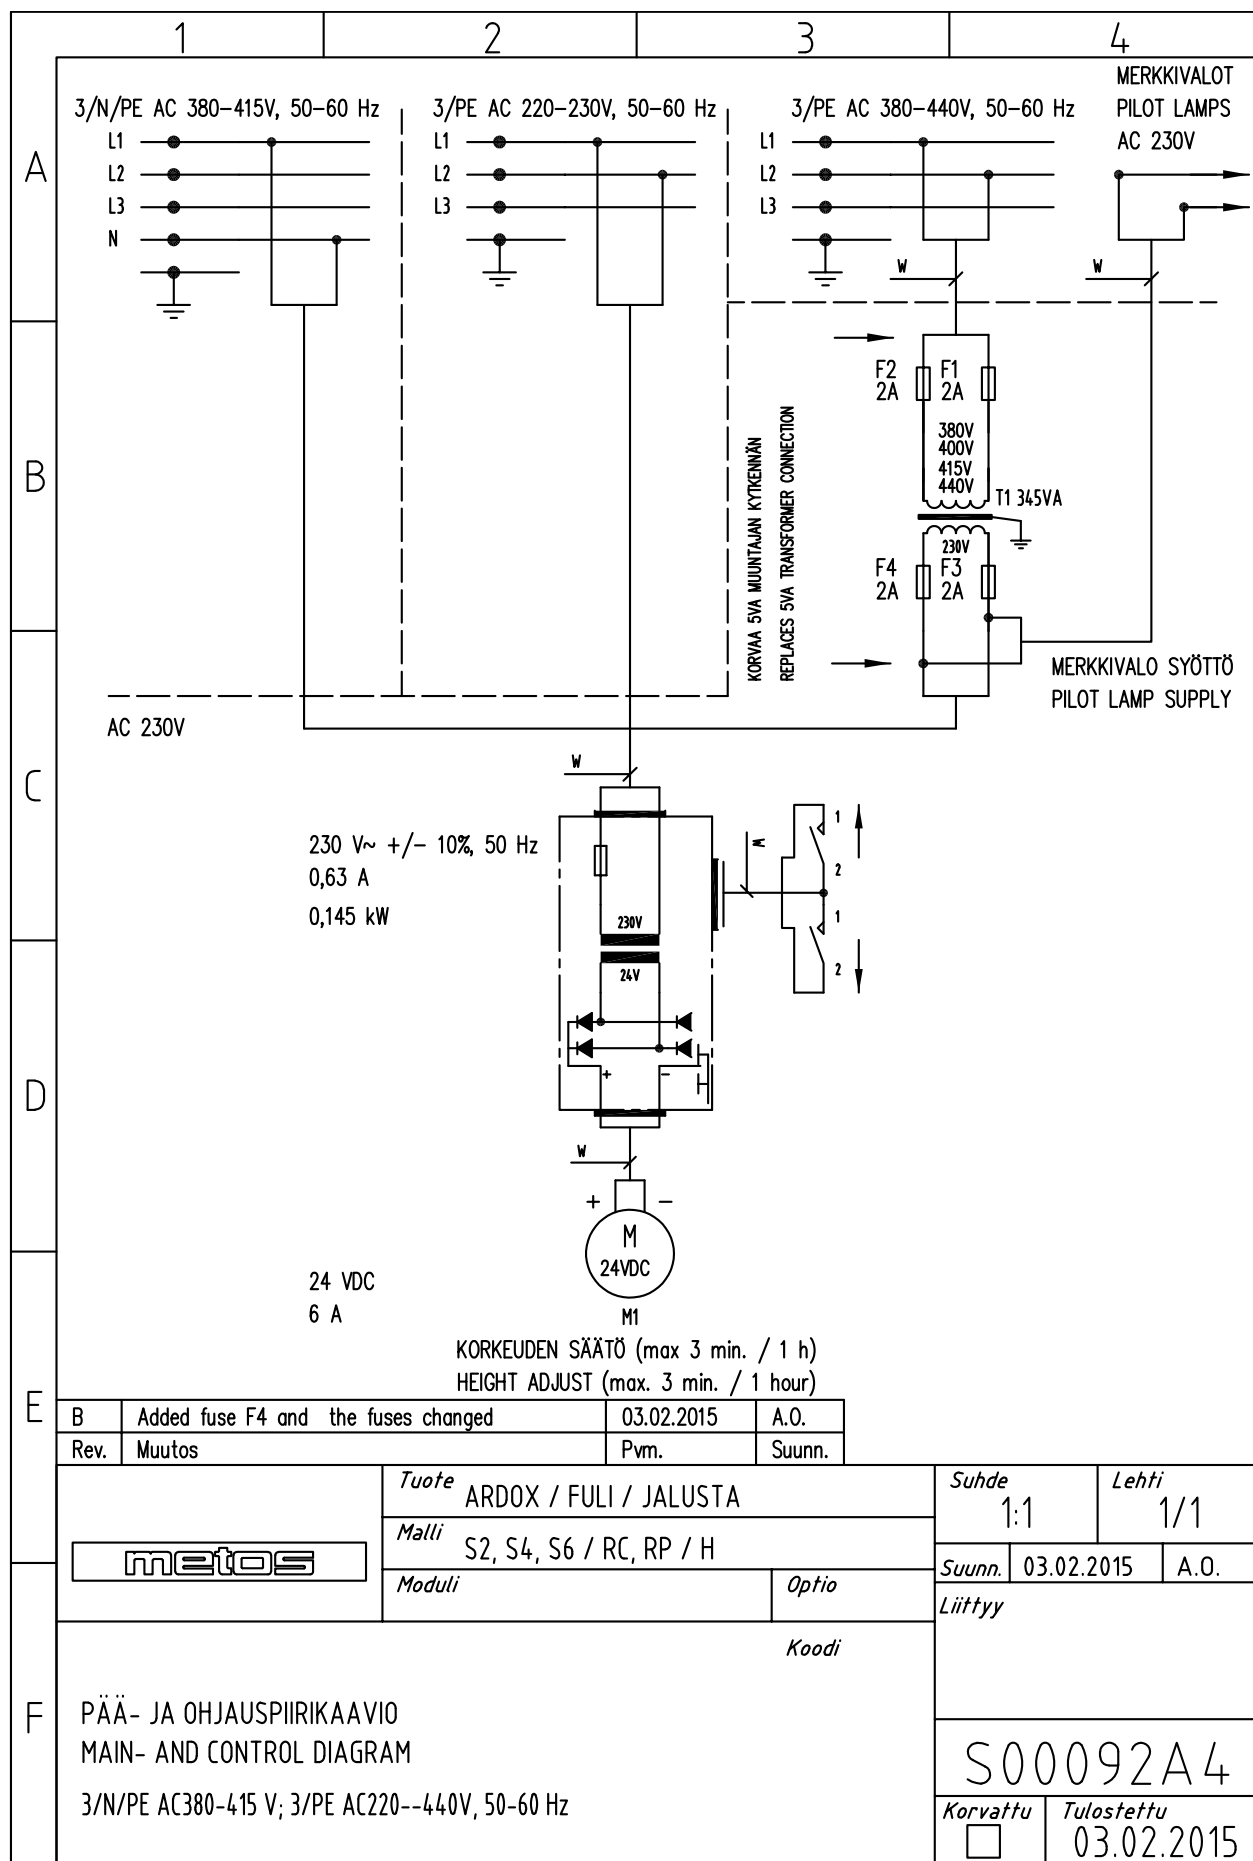 1 2 3 4
A
B
C
D
E
F
3/N/PE AC 380-415V, 50-60 Hz
L1
L2
L3
N
3/PE AC 220-230V, 50-60 Hz
L1
L2
L3
3/PE AC 380-440V, 50-60 Hz
L1
L2
L3
MERKKIVALOT
PILOT LAMPS
AC 230V
W
W
F2
2A
F1
2A
380V
400V
415V
440V
T1 345VA
230V
F4
2A
F3
2A
KORVAA 5VA MUUNTAJAN KYTKENNÄN
REPLACES 5VA TRANSFORMER CONNECTION
MERKKIVALO SYÖTTÖ
PILOT LAMP SUPPLY
AC 230V
W
230 V~ +/- 10%, 50 Hz
0,63 A
0,145 kW
230V
24V
W
1
2
1
2
+ -
W
+ -
M
24VDC
M1
24 VDC
6 A
KORKEUDEN SÄÄTÖ (max 3 min. / 1 h)
HEIGHT ADJUST (max. 3 min. / 1 hour)
B Added fuse F4 and the fuses changed 03.02.2015 A.O.
Rev. Muutos Pvm. Suunn.
metos
Tuote ARDOX / FULI / JALUSTA
Malli S2, S4, S6 / RC, RP / H
Moduli Optio
Koodi
Suhde 1:1
Lehti 1/1
Suunn. 03.02.2015 A.O.
Liittyy
PÄÄ- JA OHJAUSPIIRIKAAVIO
MAIN- AND CONTROL DIAGRAM
3/N/PE AC380-415 V; 3/PE AC220--440V, 50-60 Hz
S00092A4
Korvattu
Tulostettu
03.02.2015